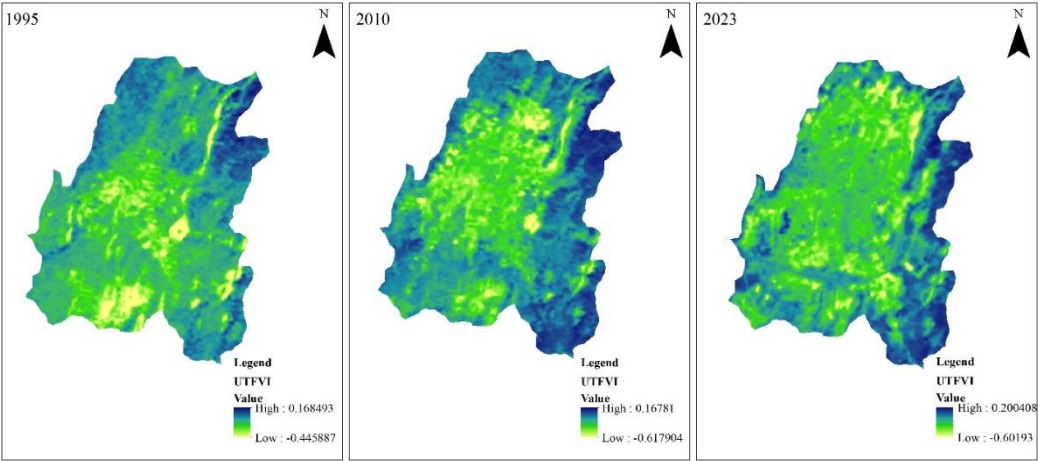 1995
N
Legend
UTFVI
Value
High : 0.168493
Low : -0.445887
2010
N
Legend
UTFVI
Value
High : 0.16781
Low : -0.617904
2023
N
Legend
UTFVI
Value
High : 0.200408
Low : -0.60193